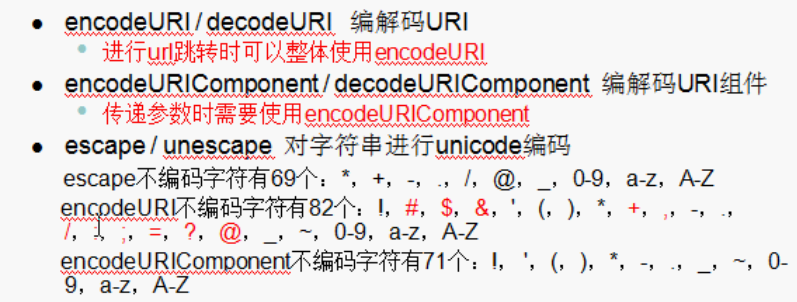 ● encodeURI / decodeURI 编解码URI
● 进行url跳转时可以整体使用encodeURI
● encodeURIComponent / decodeURIComponent 编解码URI组件
● 传递参数时需要使用encodeURIComponent
● escape / unescape 对字符串进行unicode编码
escape不编码字符有69个：*，+，-，.，/，@，_，0-9，a-z，A-Z
encodeURI不编码字符有82个：!，#，$，&，'，(，)，*，+，,，-，.，
/，:，;，=，?，@，_，~，0-9，a-z，A-Z
encodeURIComponent不编码字符有71个：!，'，(，)，*，-，.，_，~，0-
9，a-z，A-Z